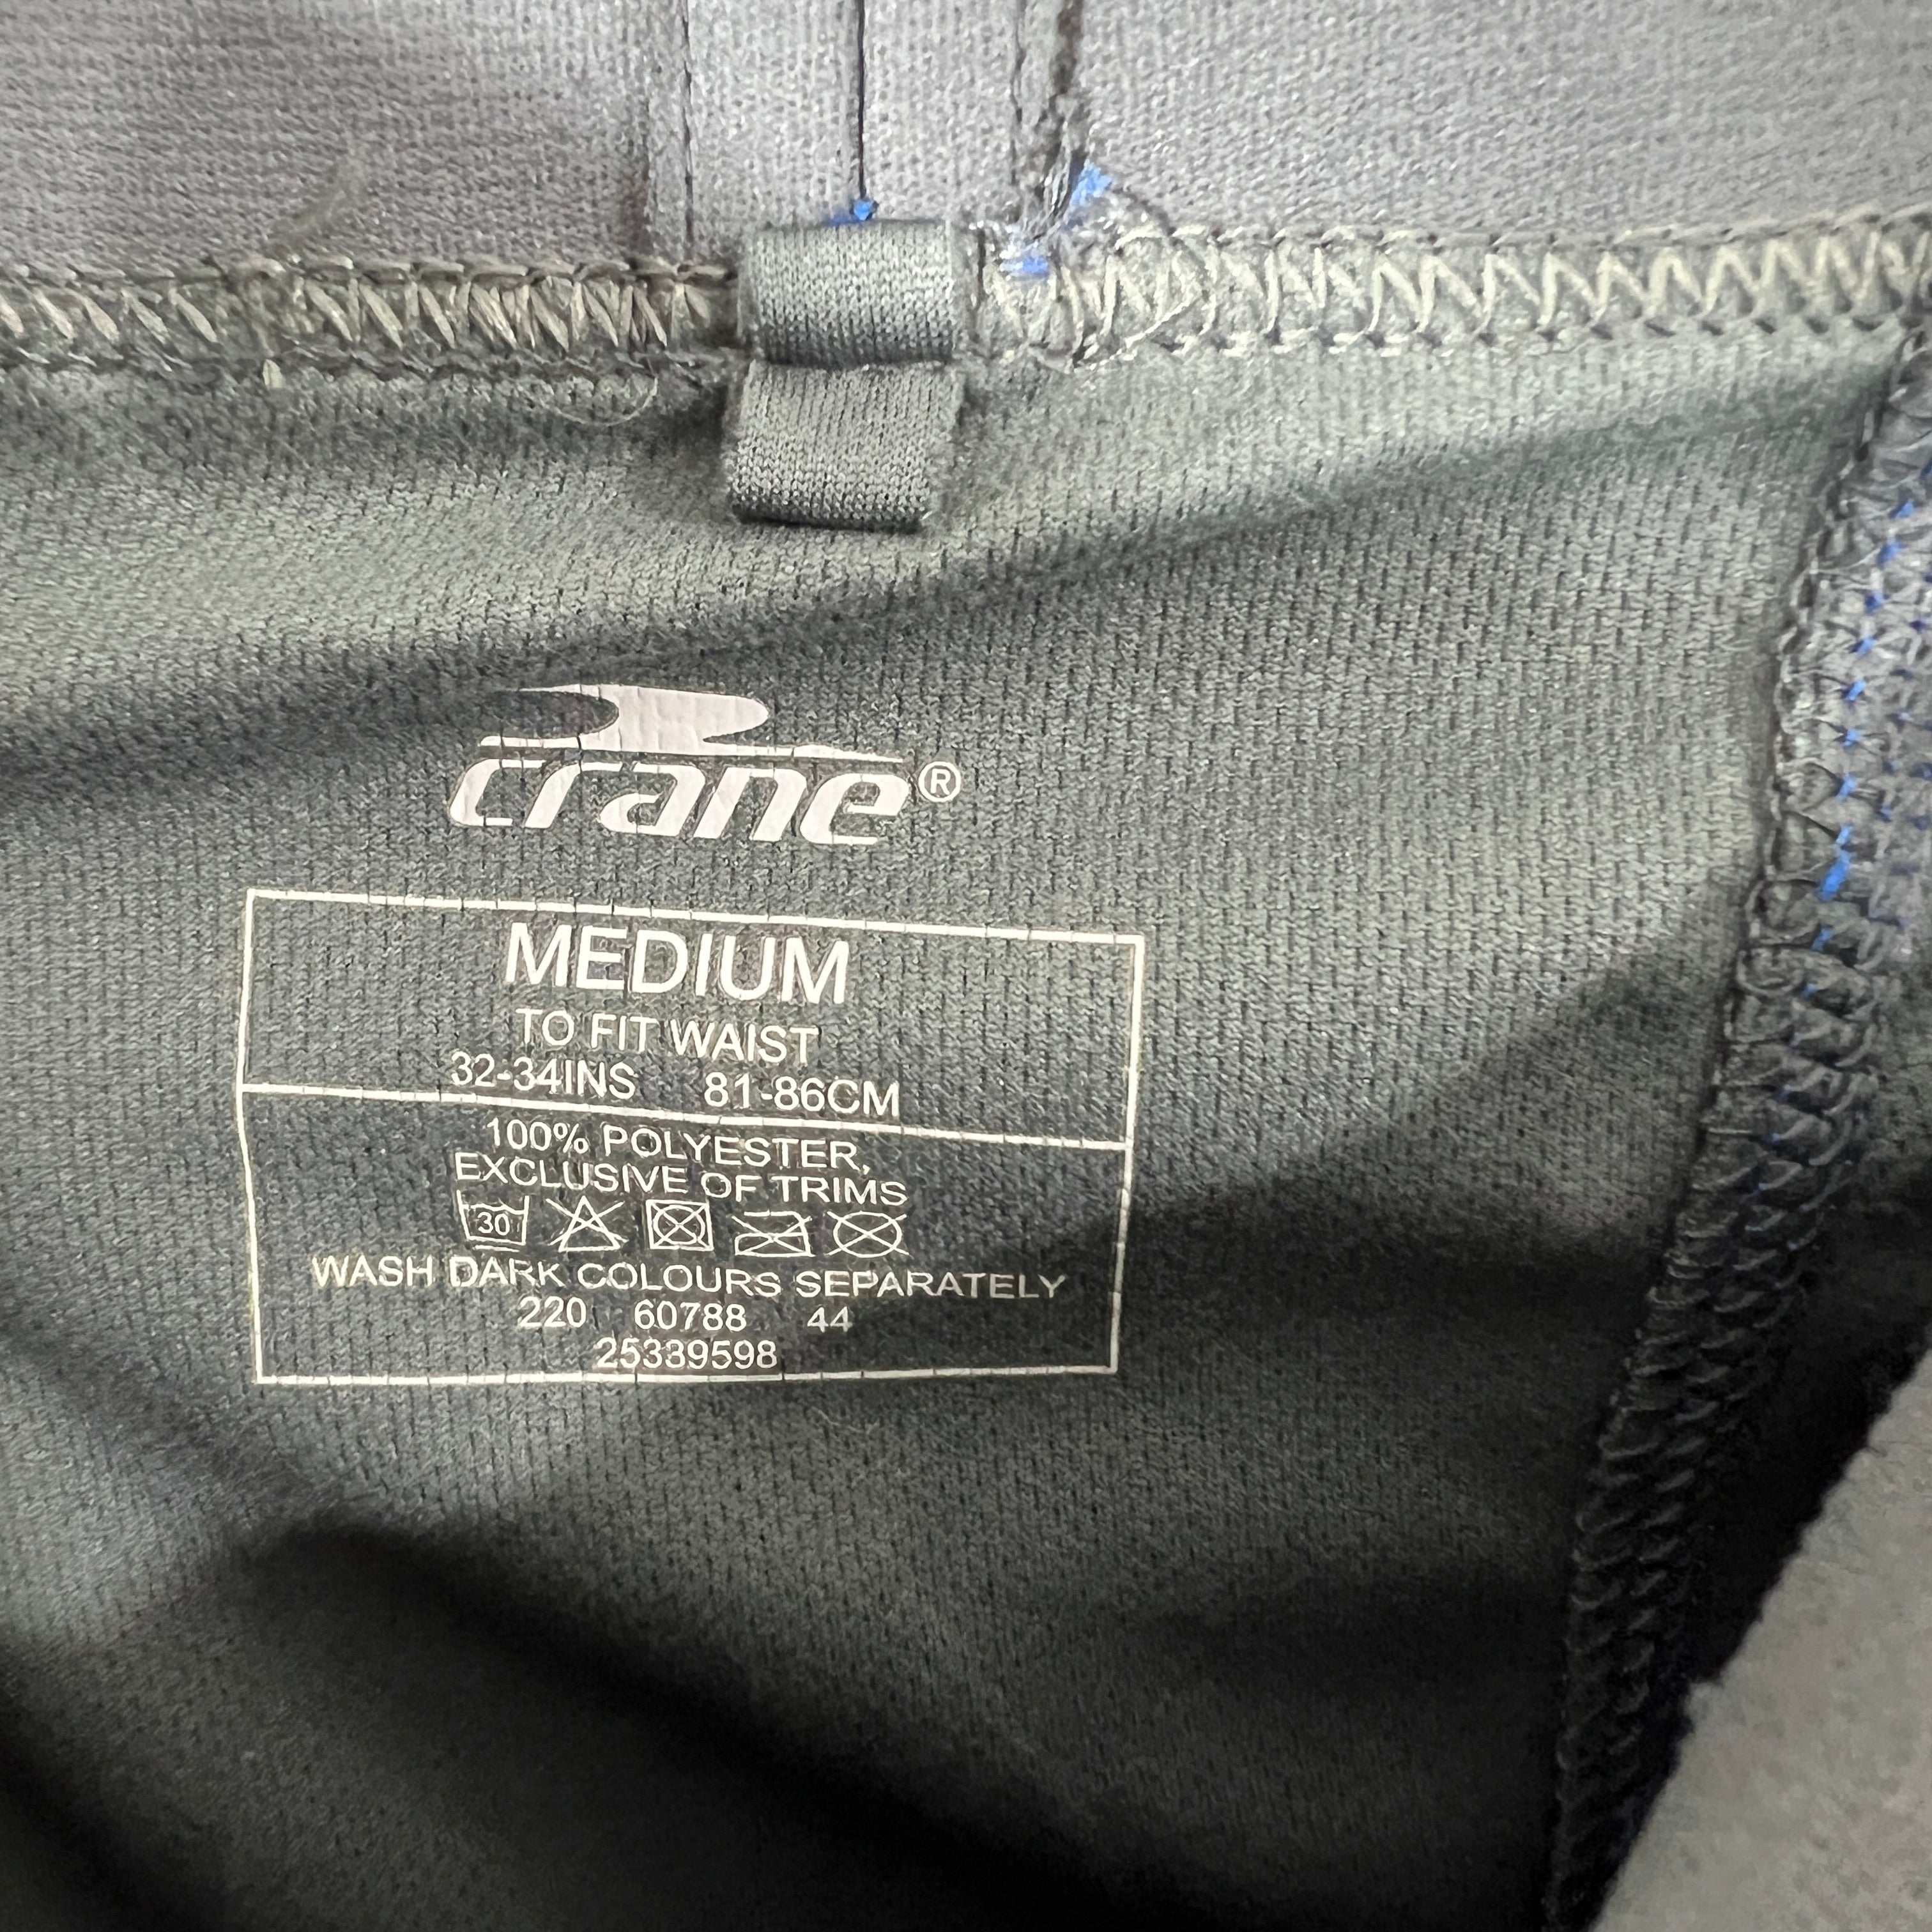 crane®
MEDIUM
TO FIT WAIST
32-34INS 81-86CM
100% POLYESTER,
EXCLUSIVE OF TRIMS
30
WASH DARK COLOURS SEPARATELY
220 60788 44
25339598